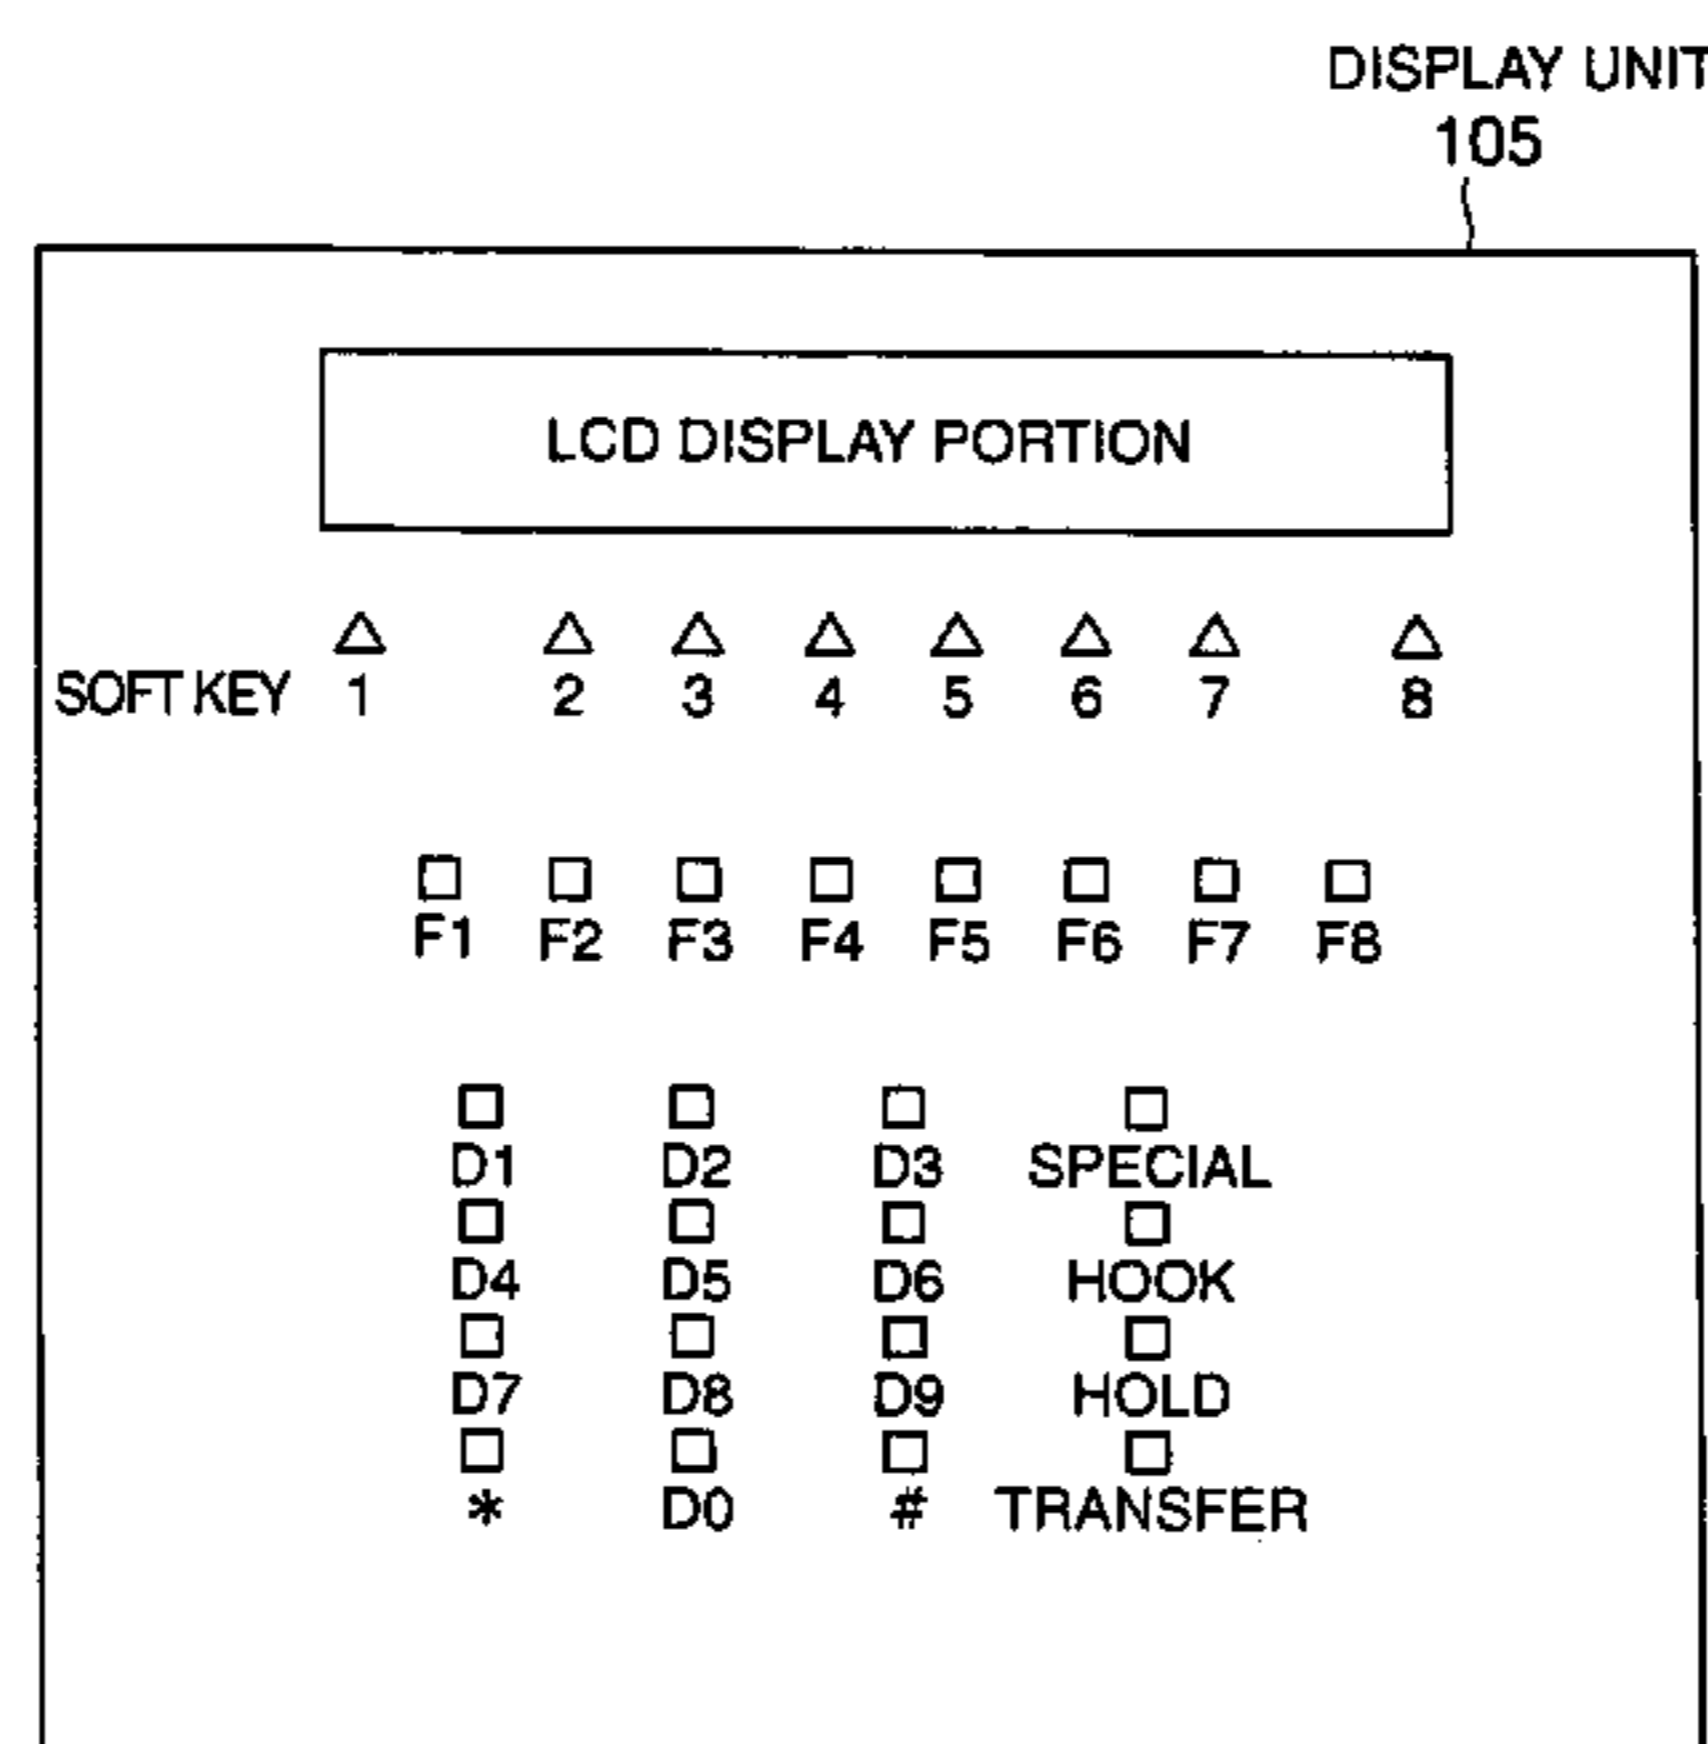 DISPLAY UNIT
105
LCD DISPLAY PORTION
SOFT KEY 1 2 3 4 5 6 7 8
F1 F2 F3 F4 F5 F6 F7 F8
D1 D2 D3 SPECIAL
D4 D5 D6 HOOK
D7 D8 D9 HOLD
* D0 # TRANSFER